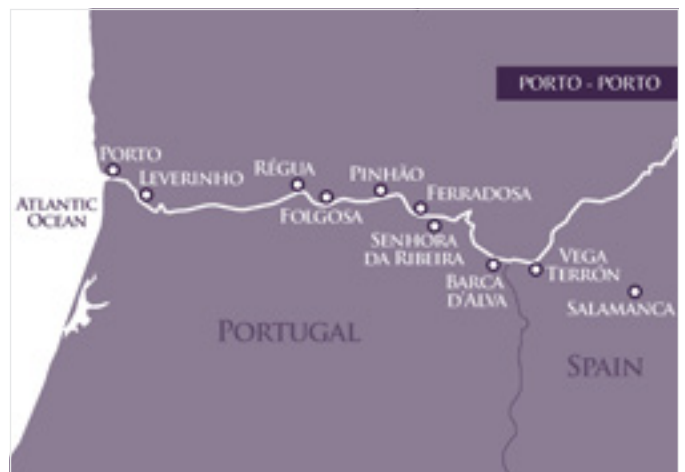 PORTO - PORTO
PORTO
LEVERINHO
RÉGUA
PINHÃO
FERRADOSA
FOLGOSA
ATLANTIC
OCEAN
SENHORA
DA RIBEIRA
BARCA
D'ALVA
VEGA
TERRÓN
SALAMANCA
PORTUGAL
SPAIN